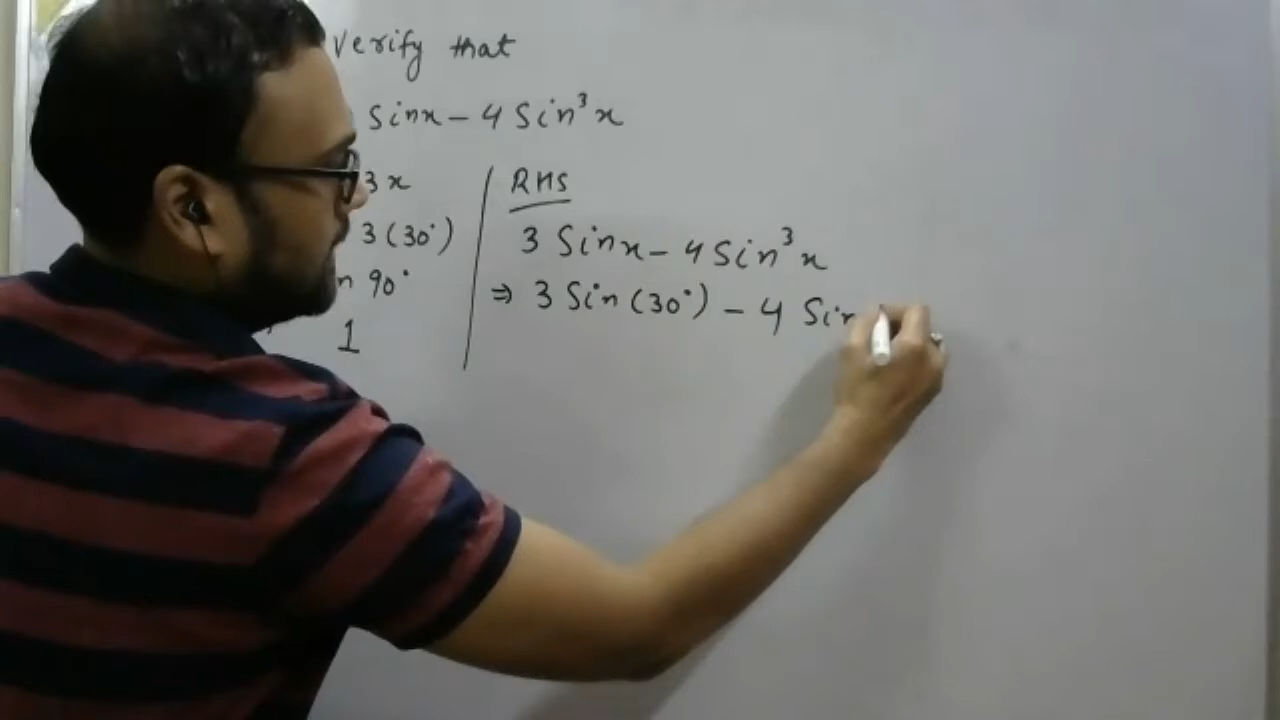 Verify that
Sinx - 4 Sin³x
3x
3 (30°)
n 90°
1
RHS
3 Sinx - 4 Sin³x
⇒ 3 Sin (30°) - 4 Sin